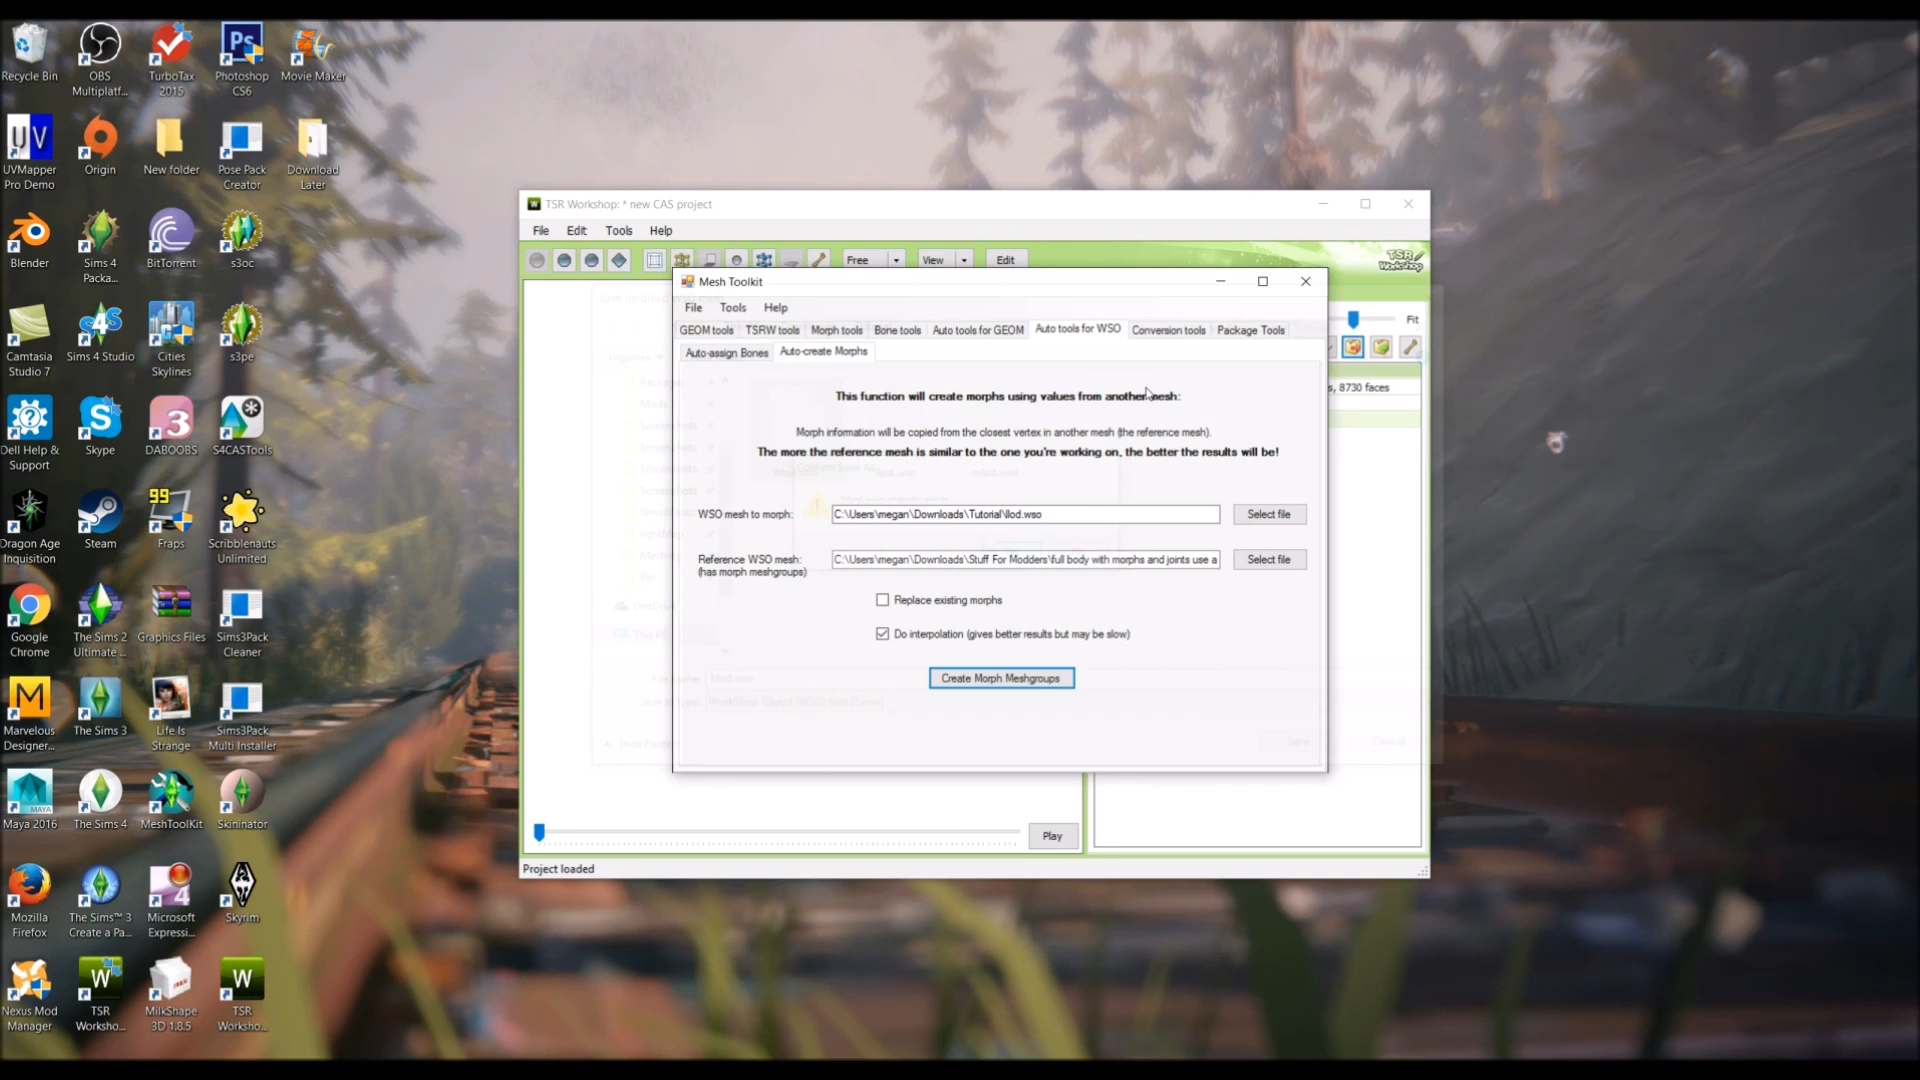 Recycle Bin
OBS
Multiplatf...
TurboTax
2015
Photoshop
CS6
Movie Maker
UVMapper
Pro Demo
Origin
New folder
Pose Pack
Creator
Download
Later
Blender
Sims 4
Packa...
BitTorrent
s3oc
Camtasia
Studio 7
Sims 4 Studio
Cities
Skylines
s3pe
Dell Help &
Support
Skype
DABOOBS
S4CASTools
Dragon Age
Inquisition
Steam
Fraps
Scribblenauts
Unlimited
Google
Chrome
The Sims 2
Ultimate ...
Graphics Files
Sims3Pack
Cleaner
Marvelous
Designer...
The Sims 3
Life Is
Strange
Sims3Pack
Multi Installer
Maya 2016
The Sims 4
MeshToolKit
Skininator
Mozilla
Firefox
The Sims™ 3
Create a Pa...
Microsoft
Expressi...
Skyrim
Nexus Mod
Manager
TSR
Worksho...
MilkShape
3D 1.8.5
TSR
Worksho...
TSR Workshop: * new CAS project
File Edit Tools Help
Free View Edit
TSR
Workshop
Fit
s, 8730 faces
Mesh Toolkit
File Tools Help
GEOM tools TSRW tools Morph tools Bone tools Auto tools for GEOM Auto tools for WSO Conversion tools Package Tools
Auto-assign Bones Auto-create Morphs
This function will create morphs using values from another mesh:
Morph information will be copied from the closest vertex in another mesh (the reference mesh).
The more the reference mesh is similar to the one you're working on, the better the results will be!
WSO mesh to morph: C:\Users\megan\Downloads\Tutorial\llod.wso Select file
Reference WSO mesh: C:\Users\megan\Downloads\Stuff For Modders\full body with morphs and joints use a Select file
(has morph meshgroups)
Replace existing morphs
Do interpolation (gives better results but may be slow)
Create Morph Meshgroups
Save Cancel
Play
Project loaded